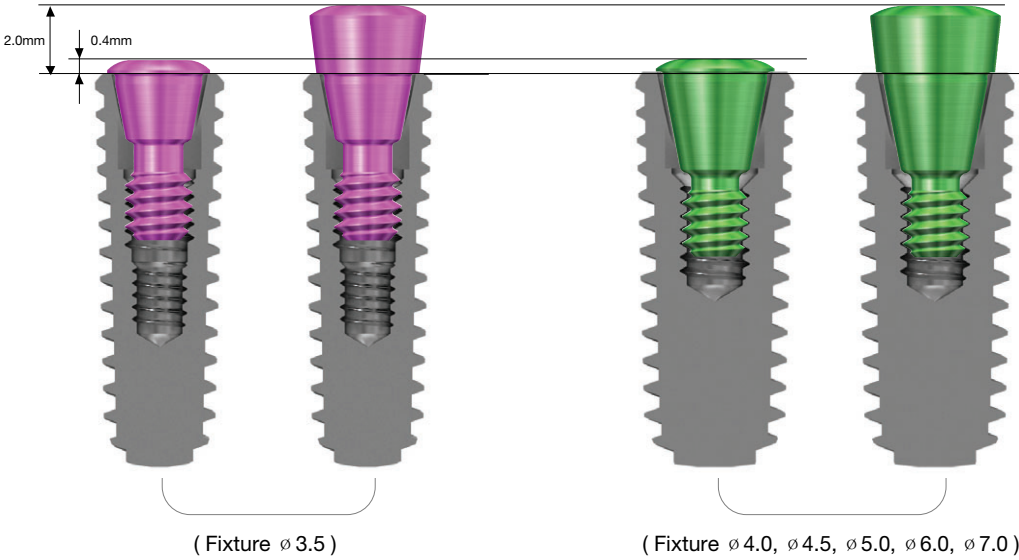 2.0mm
0.4mm
( Fixture ø 3.5 )
( Fixture ø 4.0, ø 4.5, ø 5.0, ø 6.0, ø 7.0 )